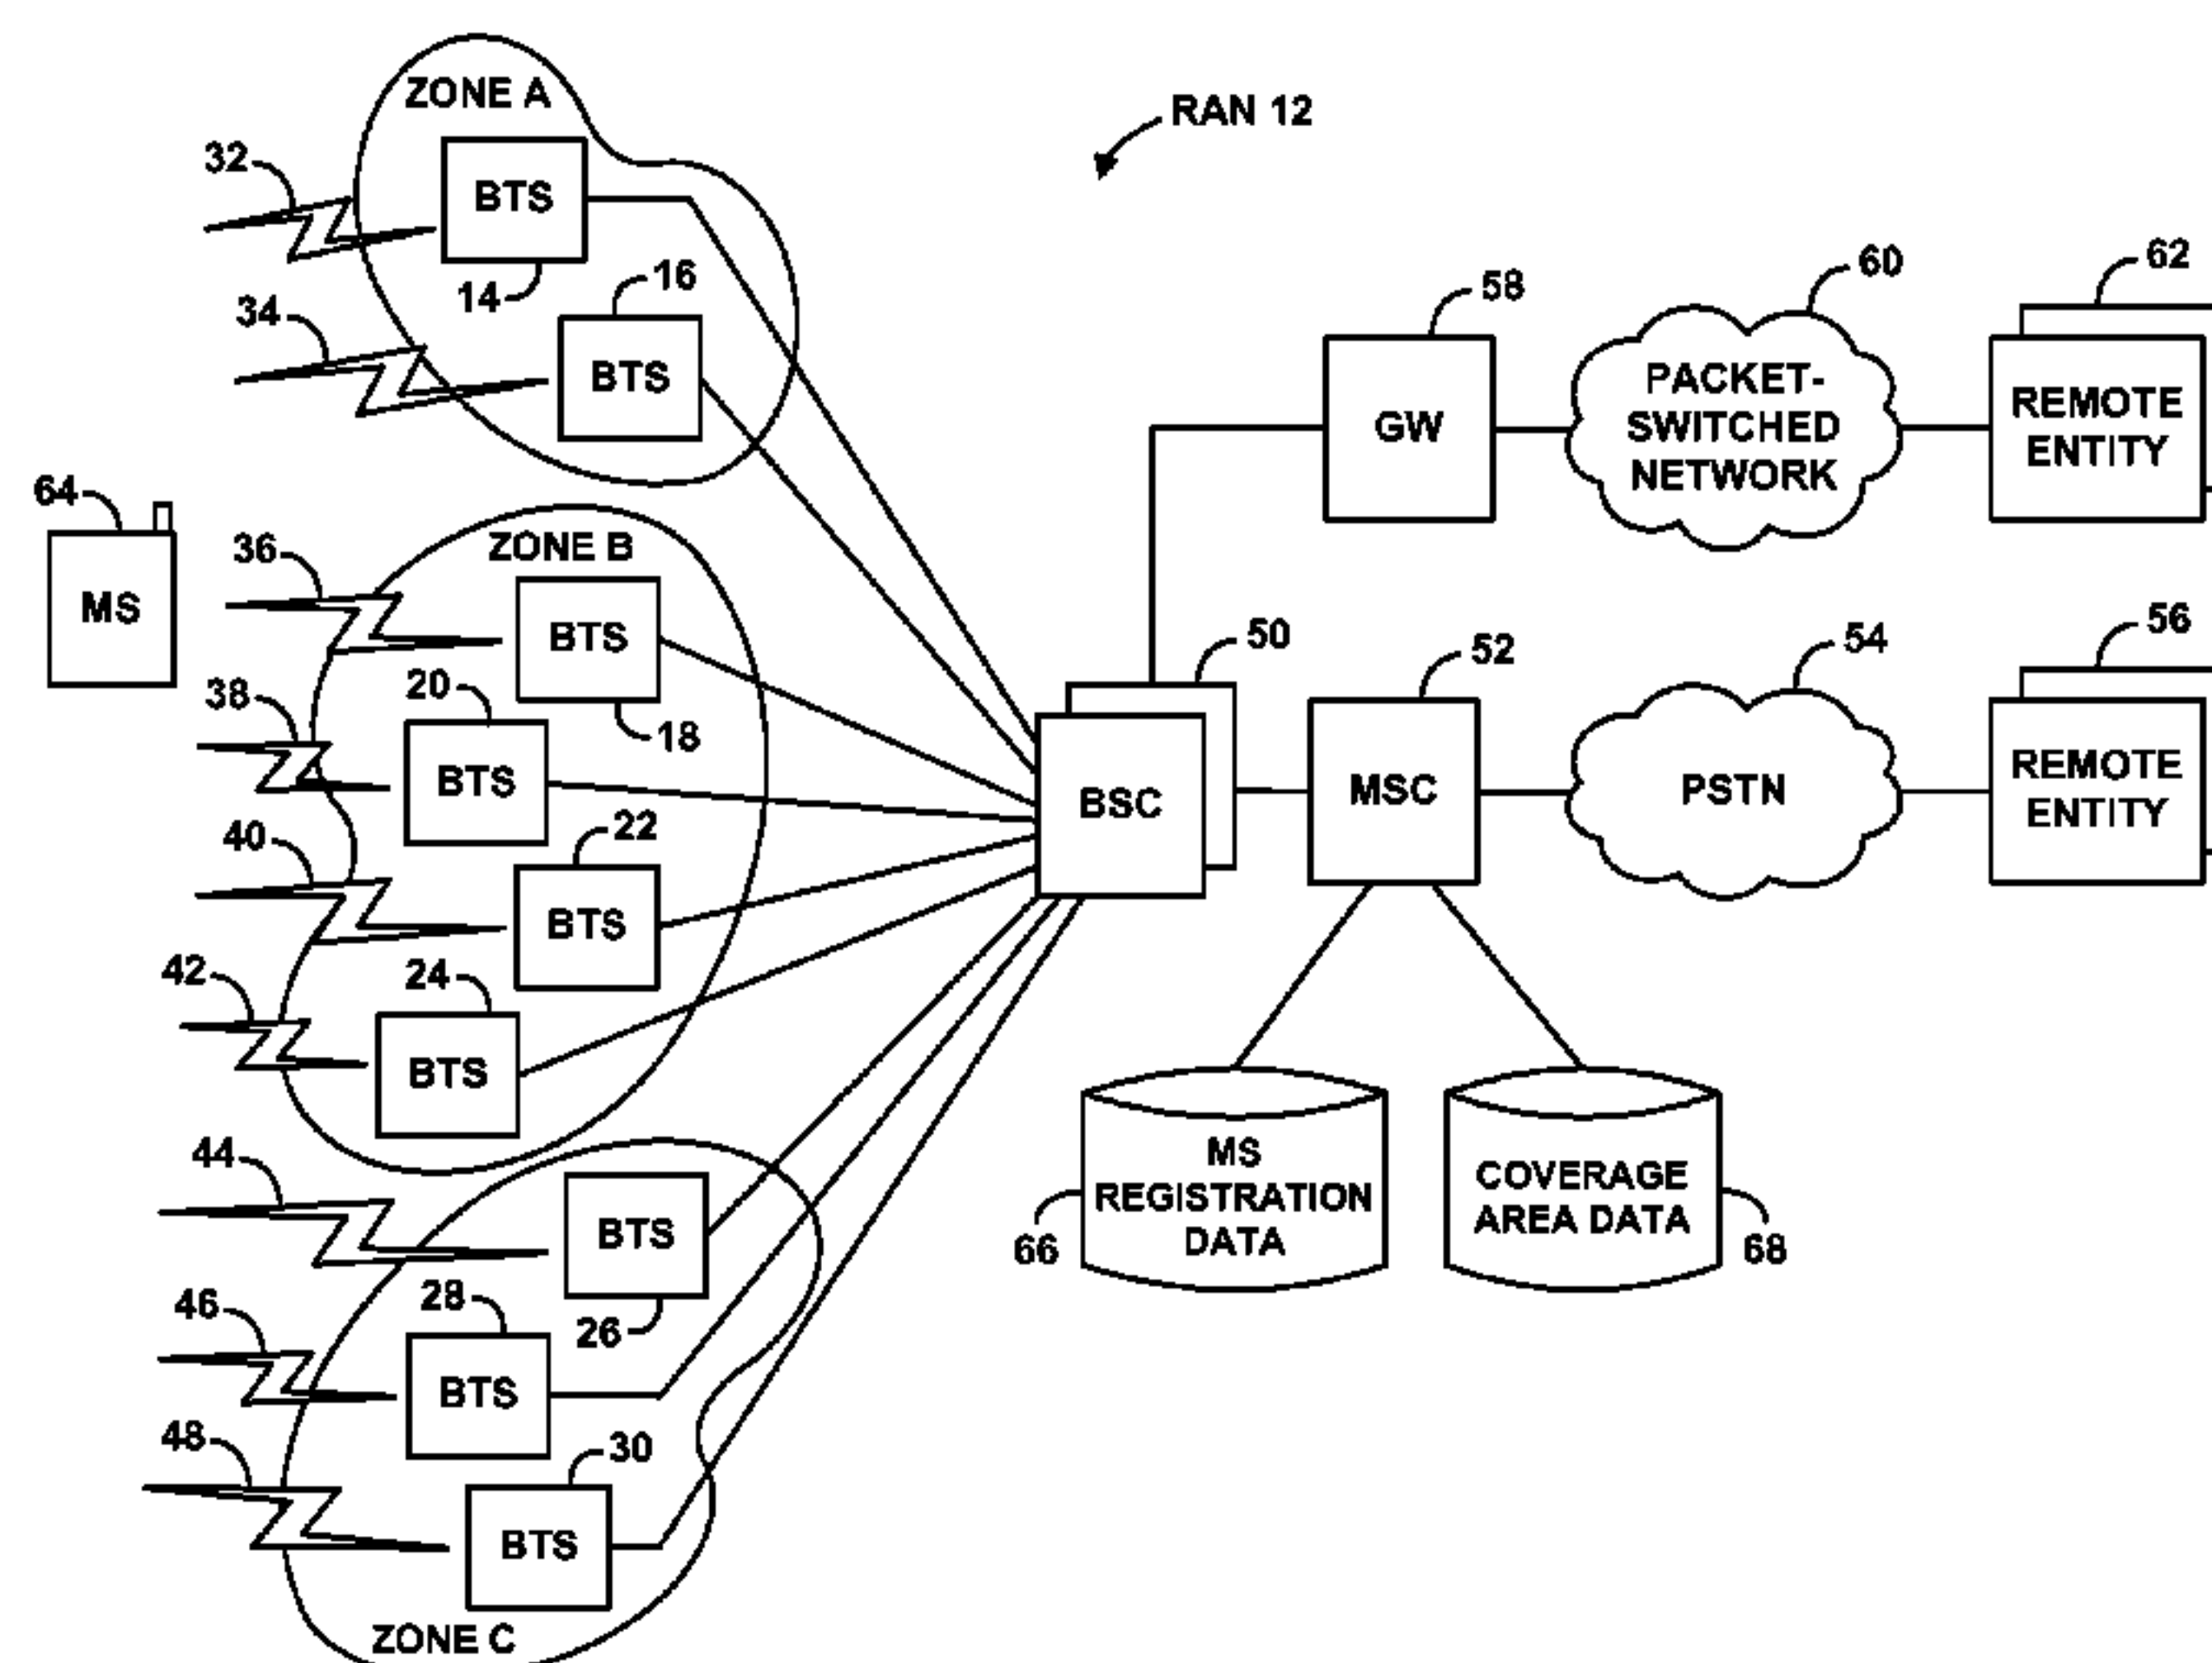 ZONE A
RAN 12
32
BTS
14
16
34
BTS
58
60
62
GW
PACKET-
SWITCHED
NETWORK
REMOTE
ENTITY
64
MS
ZONE B
36
BTS
18
38
20
BTS
40
22
BTS
42
24
BTS
50
BSC
52
MSC
54
PSTN
56
REMOTE
ENTITY
MS
REGISTRATION
DATA
66
COVERAGE
AREA DATA
68
44
BTS
26
46
28
BTS
48
30
BTS
ZONE C